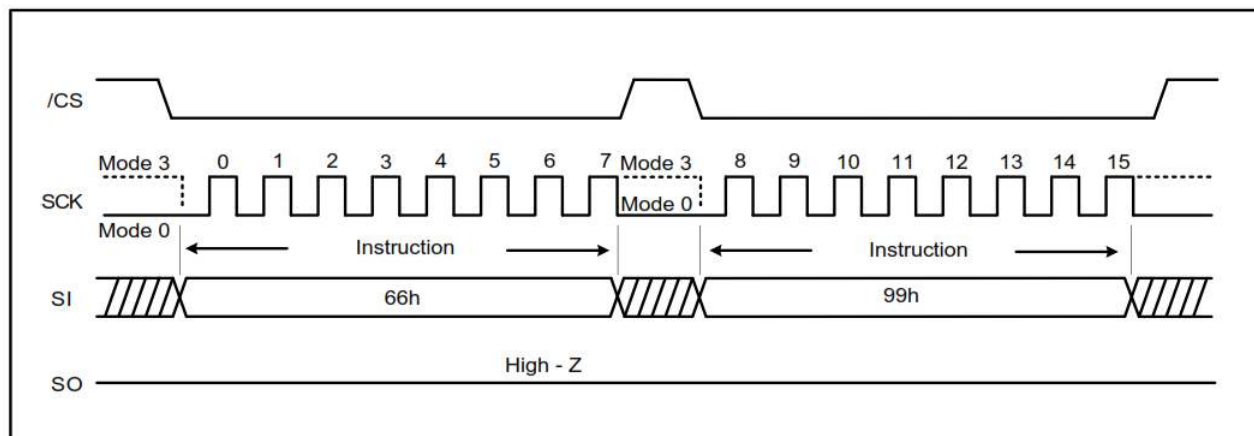 /CS
Mode 3 0 1 2 3 4 5 6 7 Mode 3 8 9 10 11 12 13 14 15
SCK
Mode 0 Mode 0
Instruction Instruction
SI 66h 99h
High - Z
SO